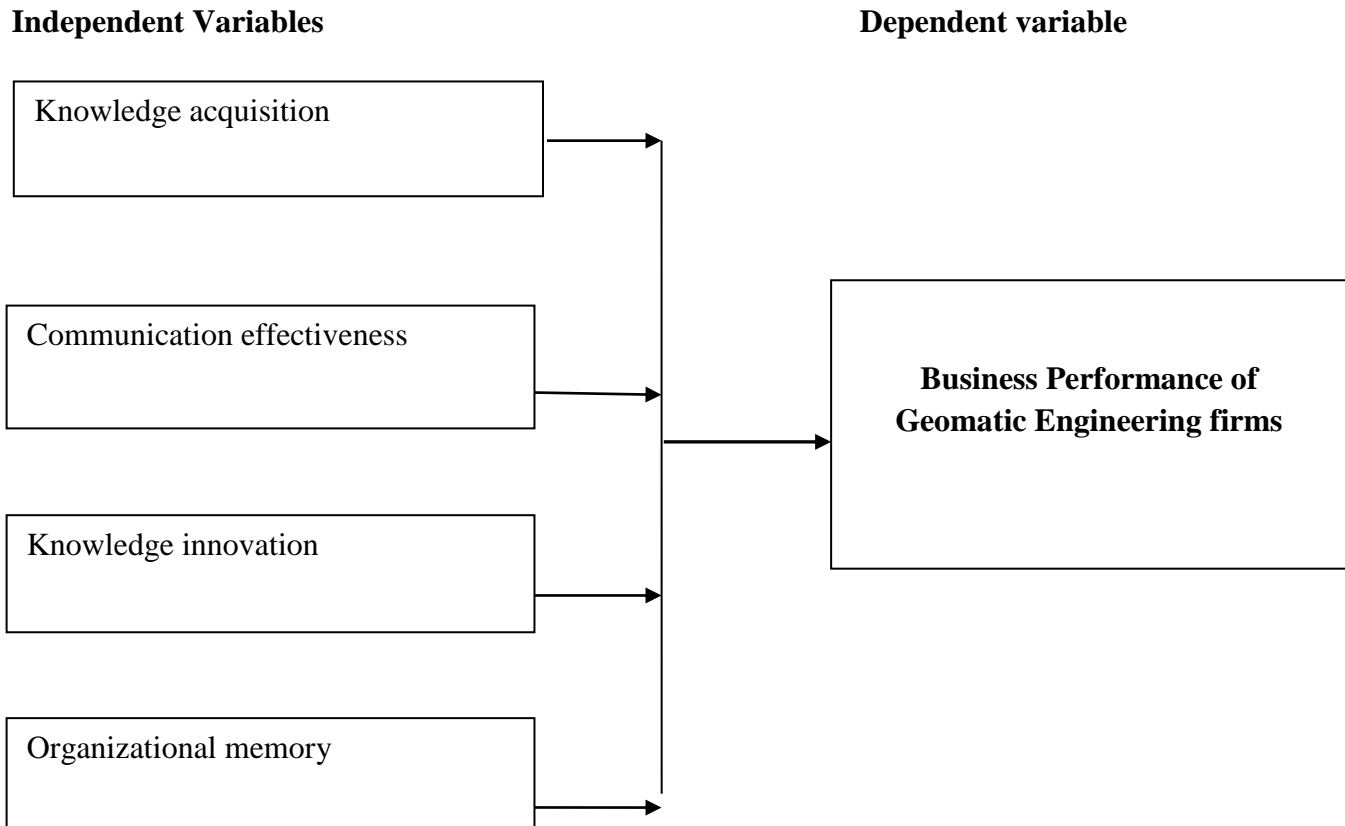 Independent Variables
Dependent variable
Knowledge acquisition
Communication effectiveness
Business Performance of
Geomatic Engineering firms
Knowledge innovation
Organizational memory